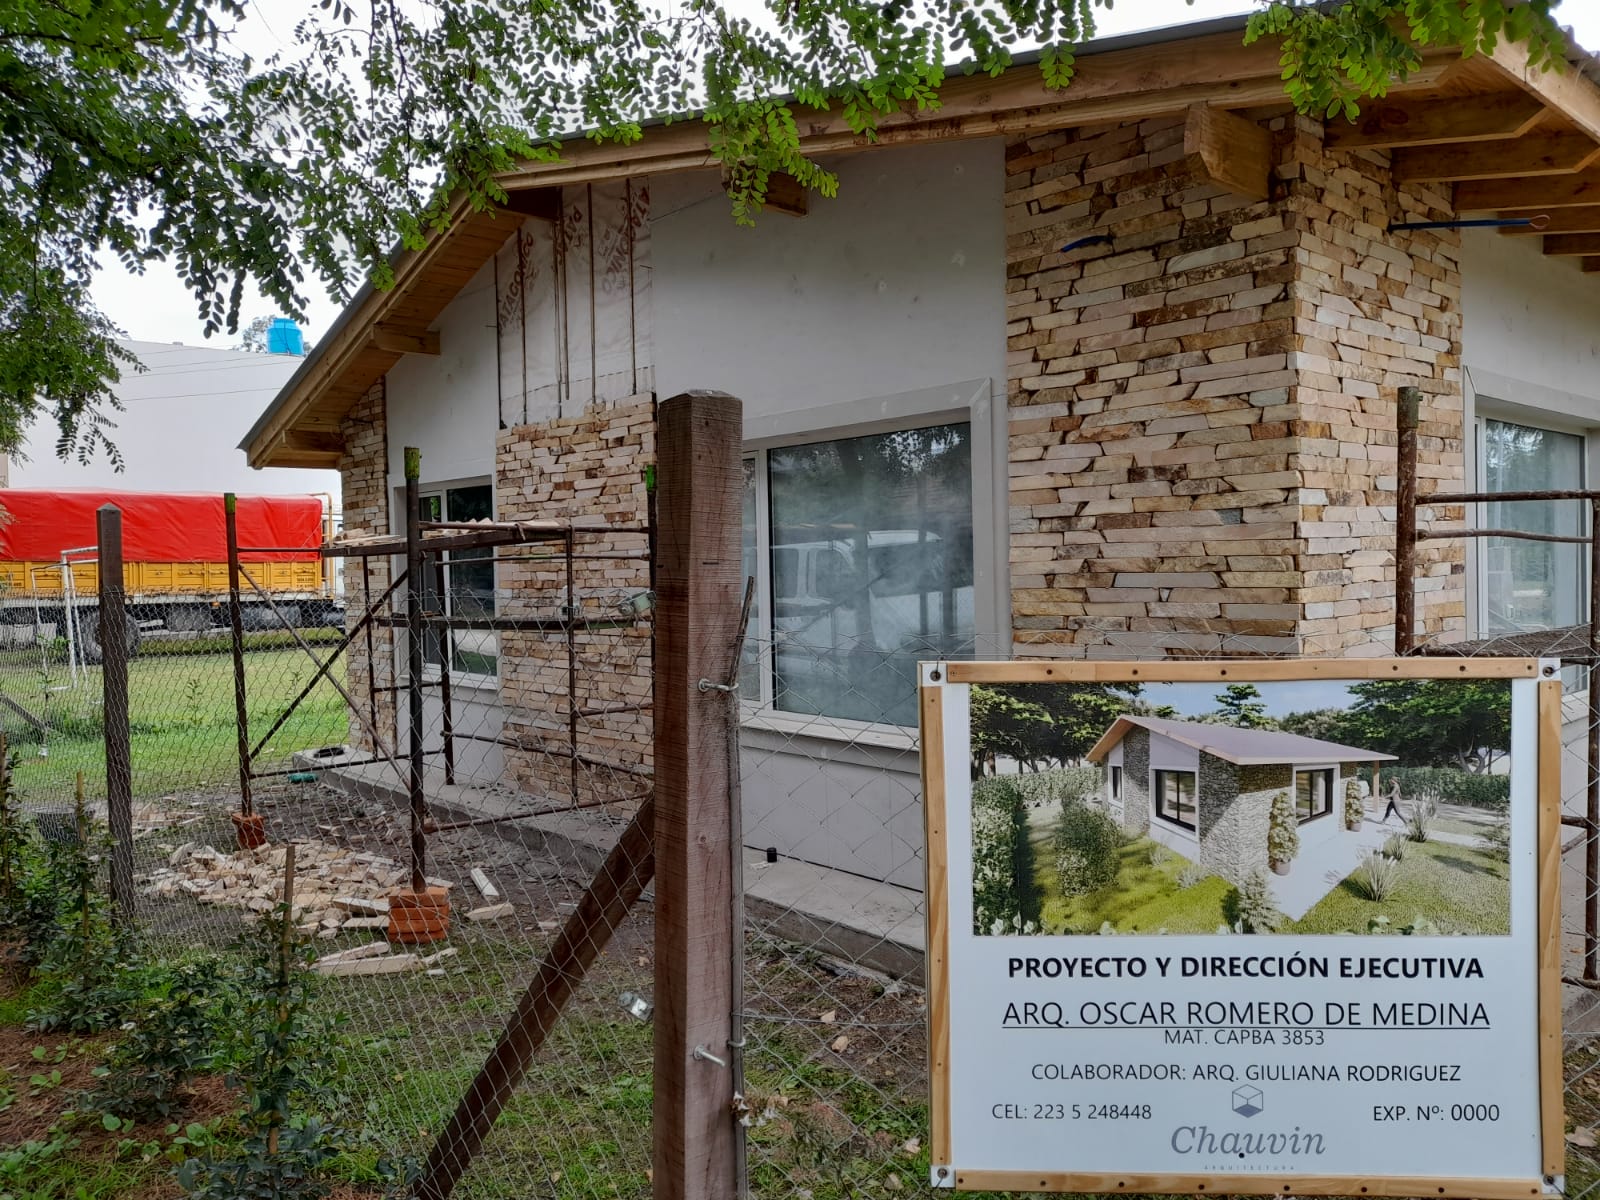 PROYECTO Y DIRECCIÓN EJECUTIVA
ARQ. OSCAR ROMERO DE MEDINA
MAT. CAPBA 3853
COLABORADOR: ARQ. GIULIANA RODRIGUEZ
CEL: 223 5 248448
EXP. Nº: 0000
Chauvin
ARQUITECTURA